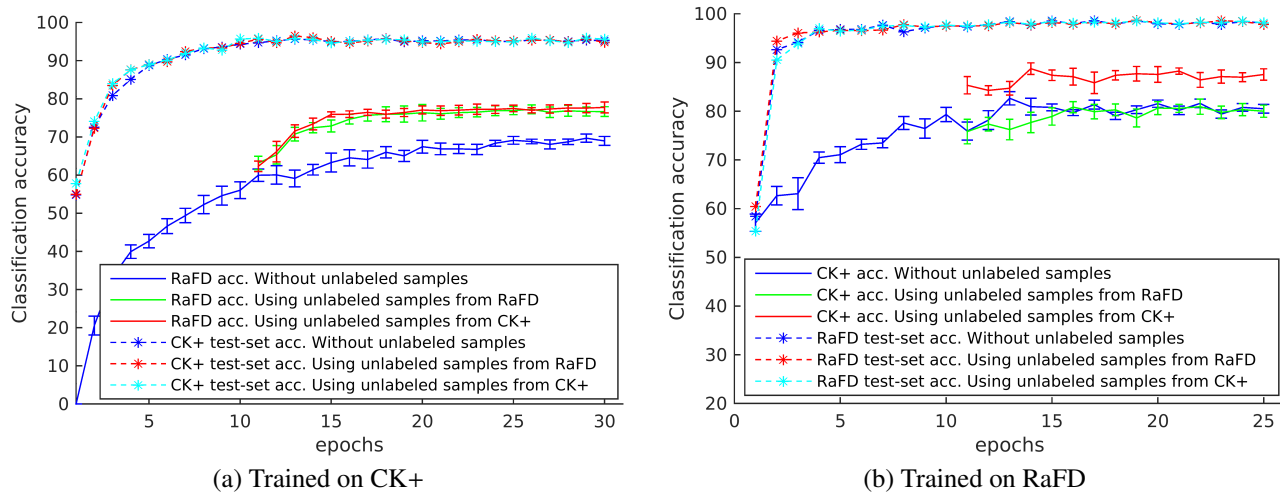 100
90
80
70
60
50
40
30
20
10
0
Classification accuracy
RaFD acc. Without unlabeled samples
RaFD acc. Using unlabeled samples from RaFD
RaFD acc. Using unlabeled samples from CK+
CK+ test-set acc. Without unlabeled samples
CK+ test-set acc. Using unlabeled samples from RaFD
CK+ test-set acc. Using unlabeled samples from CK+
5 10 15 20 25 30
epochs
(a) Trained on CK+
100
90
80
70
60
50
40
30
20
Classification accuracy
CK+ acc. Without unlabeled samples
CK+ acc. Using unlabeled samples from RaFD
CK+ acc. Using unlabeled samples from CK+
RaFD test-set acc. Without unlabeled samples
RaFD test-set acc. Using unlabeled samples from RaFD
RaFD test-set acc. Using unlabeled samples from CK+
0 5 10 15 20 25
epochs
(b) Trained on RaFD